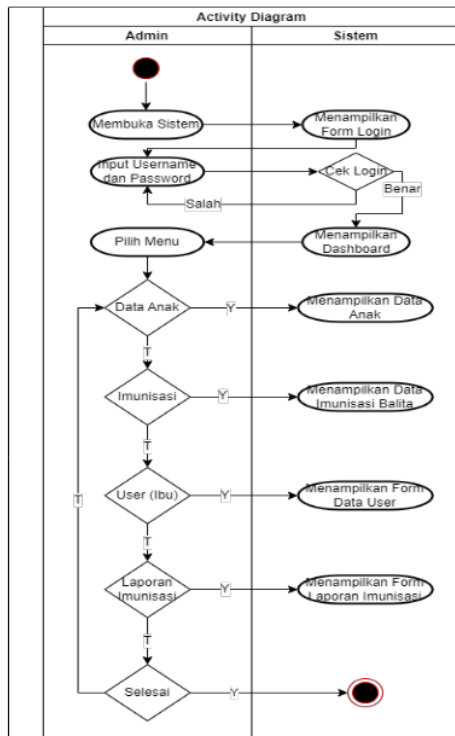 Activity Diagram
Admin
Sistem
Membuka Sistem
Menampilkan
Form Login
Input Username
dan Password
Cek Login
Salah
Benar
Pilih Menu
Menampilkan
Dashboard
Data Anak
Y
Menampilkan Data
Anak
T
Imunisasi
Y
Menampilkan Data
Imunisasi Balita
T
T
User (Ibu)
Y
Menampilkan Form
Data User
T
Laporan
Imunisasi
Y
Menampilkan Form
Laporan Imunisasi
T
Selesai
Y